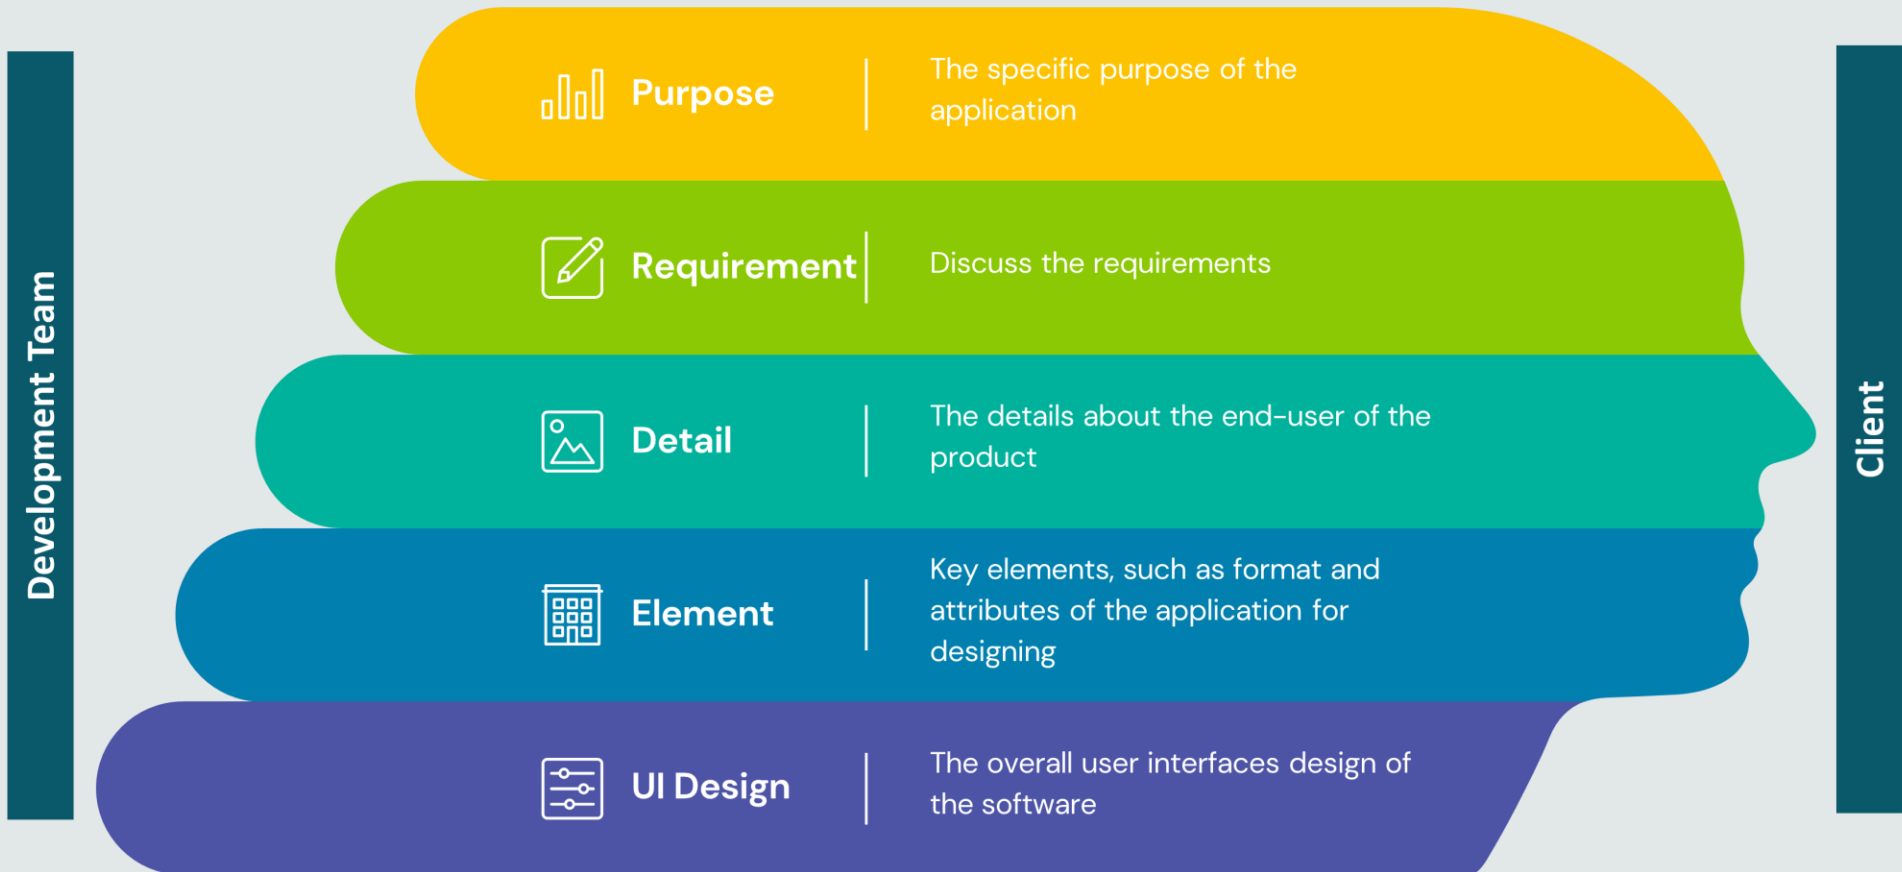 Development Team
Purpose
The specific purpose of the
application
Requirement
Discuss the requirements
Detail
The details about the end-user of the
product
Element
Key elements, such as format and
attributes of the application for
designing
UI Design
The overall user interfaces design of
the software
Client